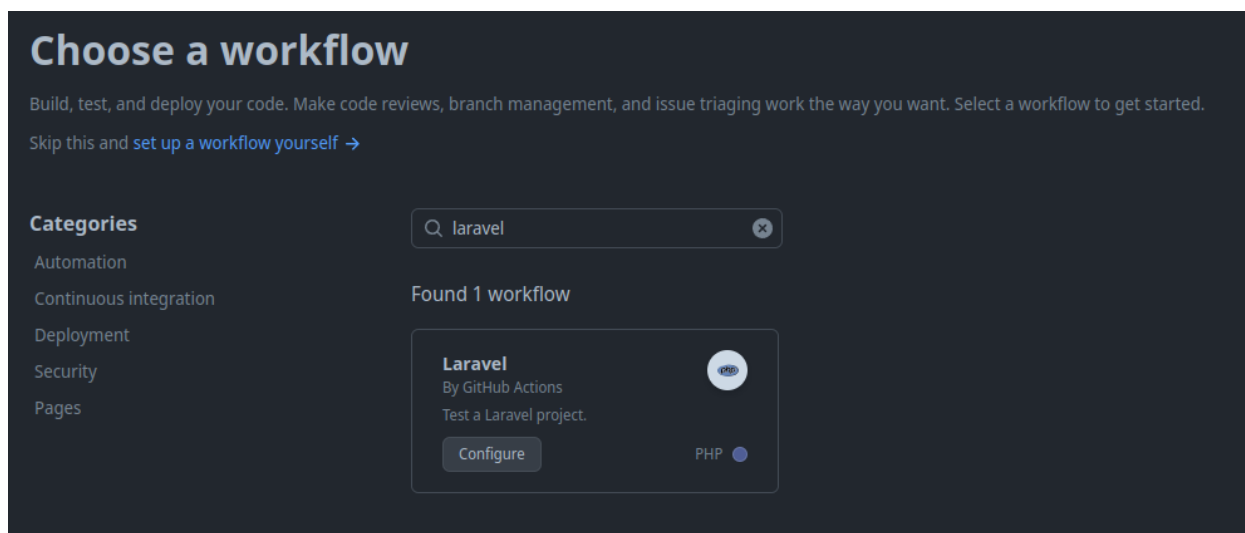 Choose a workflow
Build, test, and deploy your code. Make code reviews, branch management, and issue triaging work the way you want. Select a workflow to get started.
Skip this and set up a workflow yourself →
Categories
Automation
Continuous integration
Deployment
Security
Pages
laravel
Found 1 workflow
Laravel
By GitHub Actions
Test a Laravel project.
Configure
PHP
php